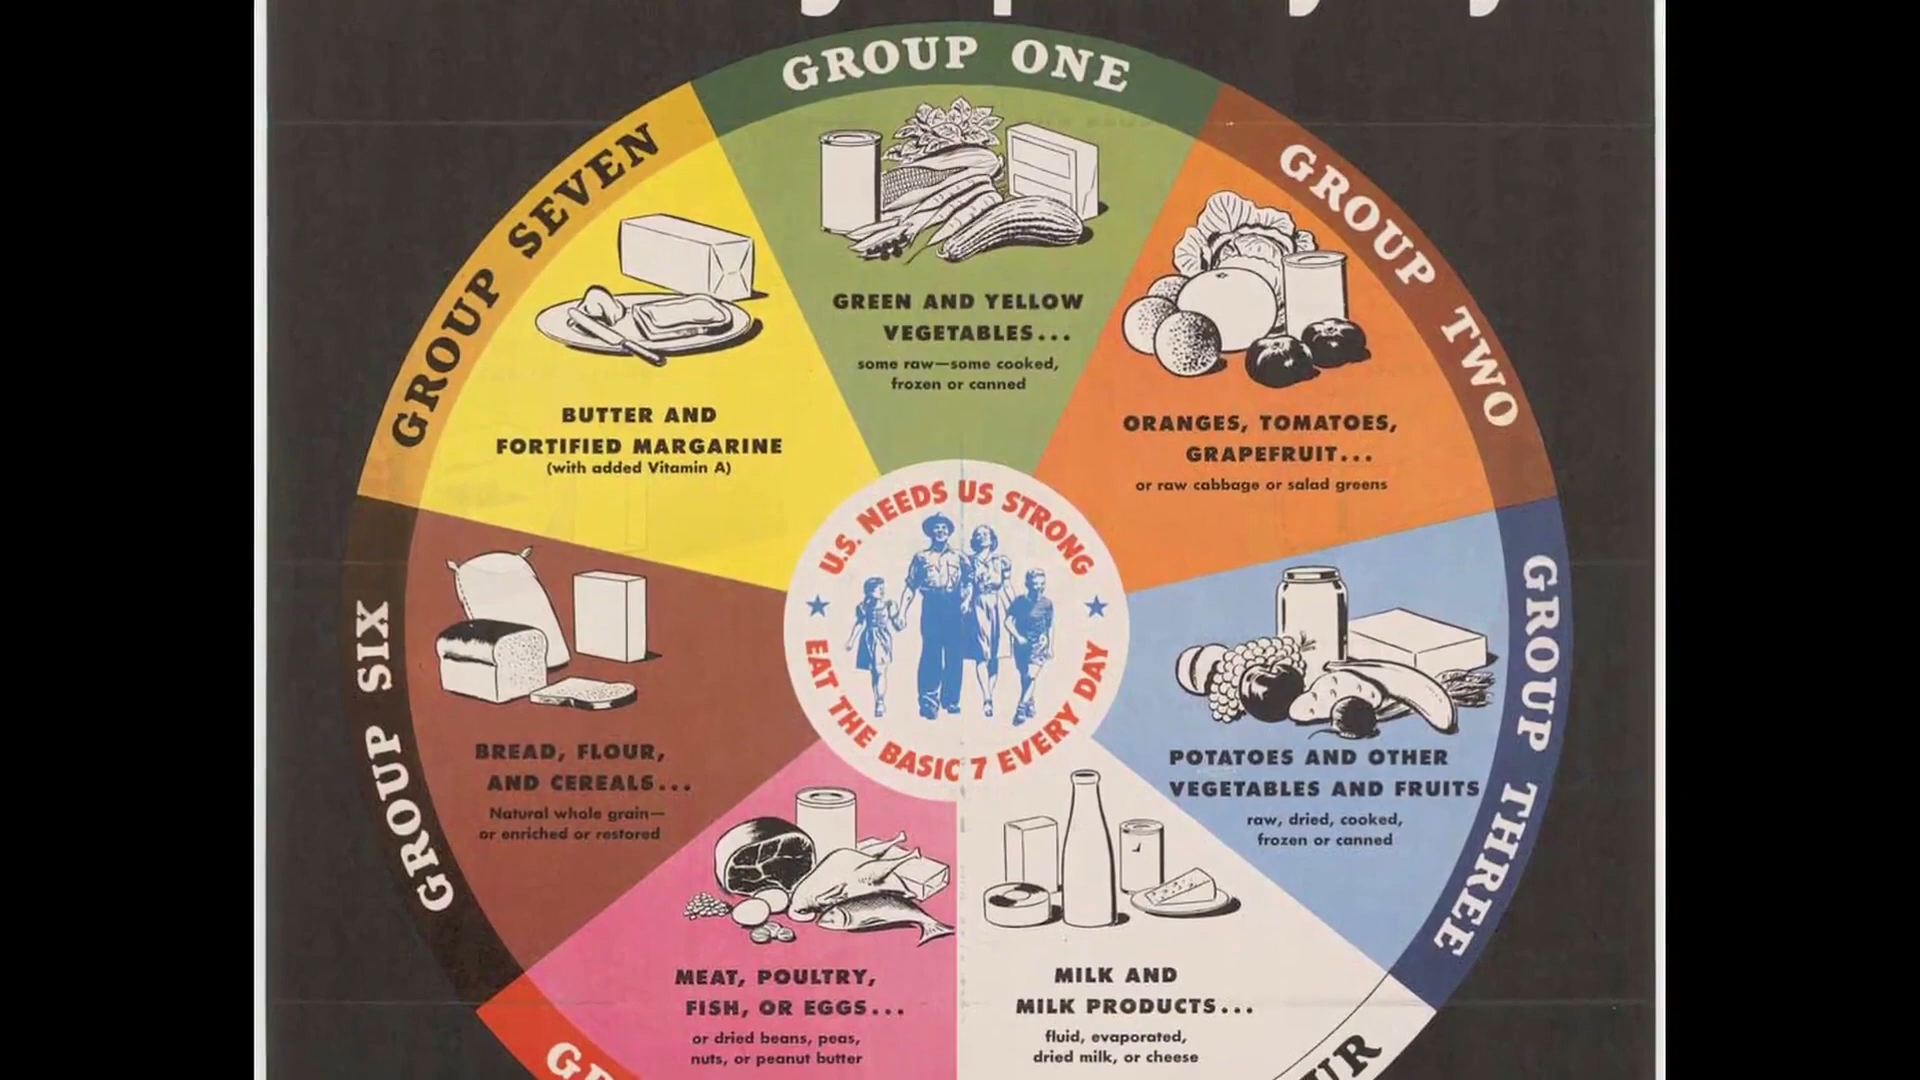 GROUP ONE
GREEN AND YELLOW
VEGETABLES...
some raw—some cooked,
frozen or canned
GROUP TWO
ORANGES, TOMATOES,
GRAPEFRUIT...
or raw cabbage or salad greens
GROUP THREE
POTATOES AND OTHER
VEGETABLES AND FRUITS
raw, dried, cooked,
frozen or canned
MILK AND
MILK PRODUCTS...
fluid, evaporated,
dried milk, or cheese
MEAT, POULTRY,
FISH, OR EGGS...
or dried beans, peas,
nuts, or peanut butter
GROUP SIX
BREAD, FLOUR,
AND CEREALS...
Natural whole grain—
or enriched or restored
GROUP SEVEN
BUTTER AND
FORTIFIED MARGARINE
(with added Vitamin A)
U.S. NEEDS US STRONG
EAT THE BASIC 7 EVERY DAY